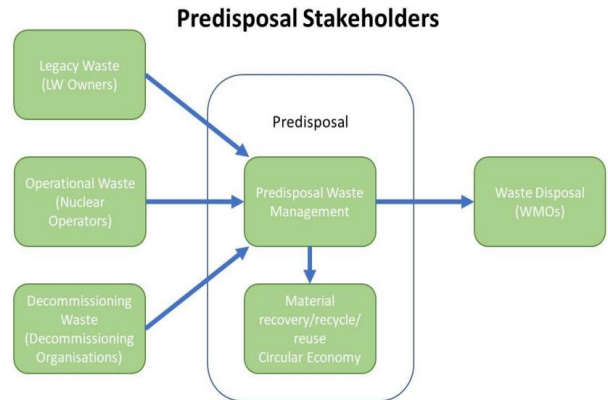 Predisposal Stakeholders
Legacy Waste
(LW Owners)
Predisposal
Operational Waste
(Nuclear
Operators)
Predisposal Waste
Management
Waste Disposal
(WMOs)
Decommissioning
Waste
(Decommissioning
Organisations)
Material
recovery/recycle/
reuse
Circular Economy